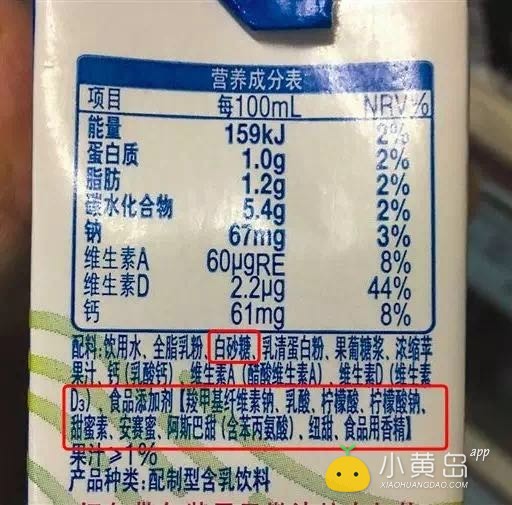 营养成分表
项目 每100mL NRV%
能量 159kJ 2%
蛋白质 1.0g 2%
脂肪 1.2g 2%
碳水化合物 5.4g 2%
钠 67mg 3%
维生素A 60μgRE 8%
维生素D 2.2μg 44%
钙 61mg 8%
配料:饮用水、全脂乳粉、白砂糖、乳清蛋白粉、果葡糖浆、浓缩苹
果汁、钙(乳酸钙)、维生素A(醋酸维生素A)、维生素D(维生素
D₃)、食品添加剂【羧甲基纤维素钠、乳酸、柠檬酸、柠檬酸钠、
甜蜜素、安赛蜜、阿斯巴甜(含苯丙氨酸)、纽甜、食品用香精】
果汁≥1%
产品种类:配制型含乳饮料
小黄岛app
XIAOHUANGDAO.COM